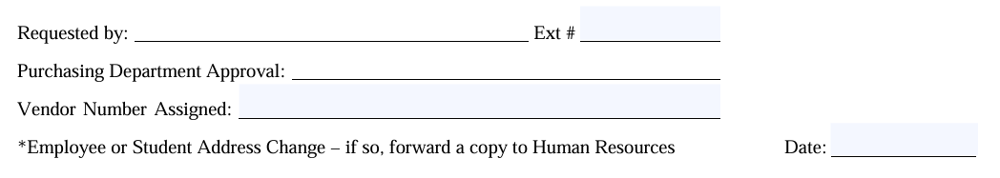 Requested by: Ext #
Purchasing Department Approval:
Vendor Number Assigned:
*Employee or Student Address Change – if so, forward a copy to Human Resources Date: